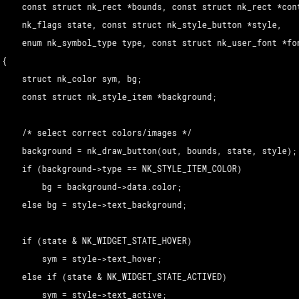 const struct nk_rect *bounds, const struct nk_rect *cont
nk_flags state, const struct nk_style_button *style,
enum nk_symbol_type type, const struct nk_user_font *fon
{
struct nk_color sym, bg;
const struct nk_style_item *background;
/* select correct colors/images */
background = nk_draw_button(out, bounds, state, style);
if (background->type == NK_STYLE_ITEM_COLOR)
bg = background->data.color;
else bg = style->text_background;
if (state & NK_WIDGET_STATE_HOVER)
sym = style->text_hover;
else if (state & NK_WIDGET_STATE_ACTIVED)
sym = style->text_active;